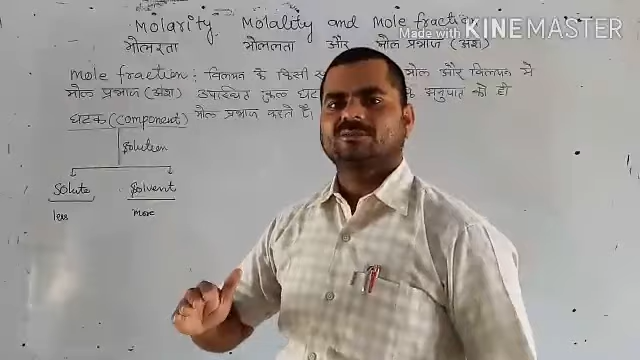 Molarity Molality and Mole fraction
Made with KINEMASTER
मोलरता मोललता और मोल प्रभाज (अंश)
Mole fraction : विलयन के किसी मोल और विलयन में
मोल प्रभाज (अंश) उपस्थित कुल के अनुपात को ही
घटक (Component) मोल प्रभाज कहते हैं।
Solution
Solute Solvent
less more